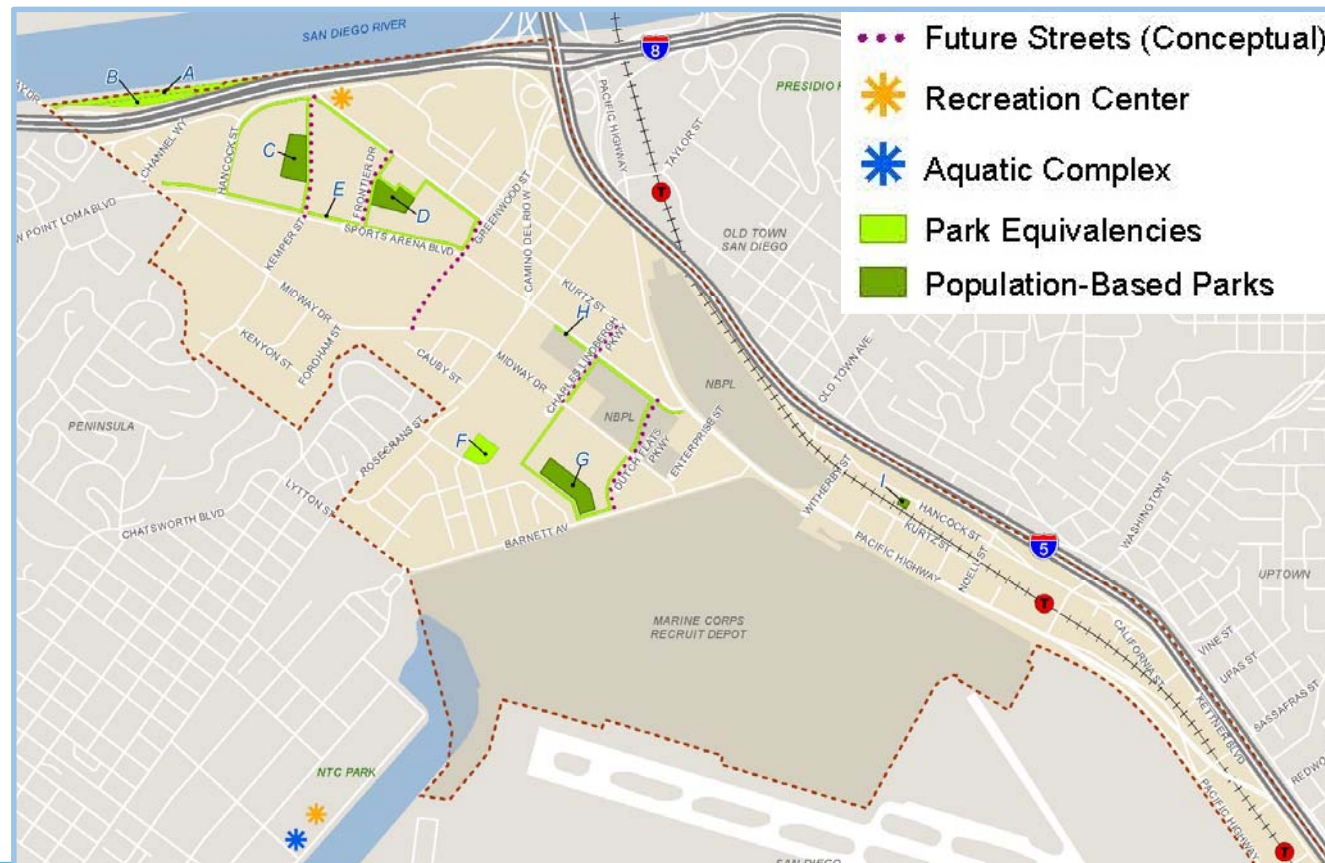 SAN DIEGO RIVER
B
A
8
PACIFIC HIGHWAY
TAYLOR ST
T
PRESIDIO
CHANNEL WY
HANCOCK ST
C
E
FRONTIER DR
D
GREENWOOD ST
CAMINO DEL RIO W
POINT LOMA BLVD
KEMPER ST
SPORTS ARENA BLVD
OLD TOWN
SAN DIEGO
MIDWAY DR
KENYON ST
FORDHAM ST
CAUBY ST
KURTZ ST
H
CHARLES LINDBERGH
PKWY
MIDWAY DR
NBPL
NBPL
OLD TOWN AVE.
PENINSULA
ROSECRANS ST
F
G
DUTCH FLATS
PKWY
ENTERPRISE ST
LYTTON ST
CHATSWORTH BLVD
BARNETT AV
WITHERBY ST
I
HANCOCK ST
KURTZ ST
PACIFIC HIGHWAY
NOELL ST
5
WASHINGTON ST
UPTOWN
T
MARINE CORPS
RECRUIT DEPOT
CALIFORNIA ST
VINE ST
UPAS ST
SASSAFRAS ST
KETTNER BLVD
NTC PARK
PACIFIC HIGHWAY
T
SAN DIEGO
Future Streets (Conceptual)
Recreation Center
Aquatic Complex
Park Equivalencies
Population-Based Parks